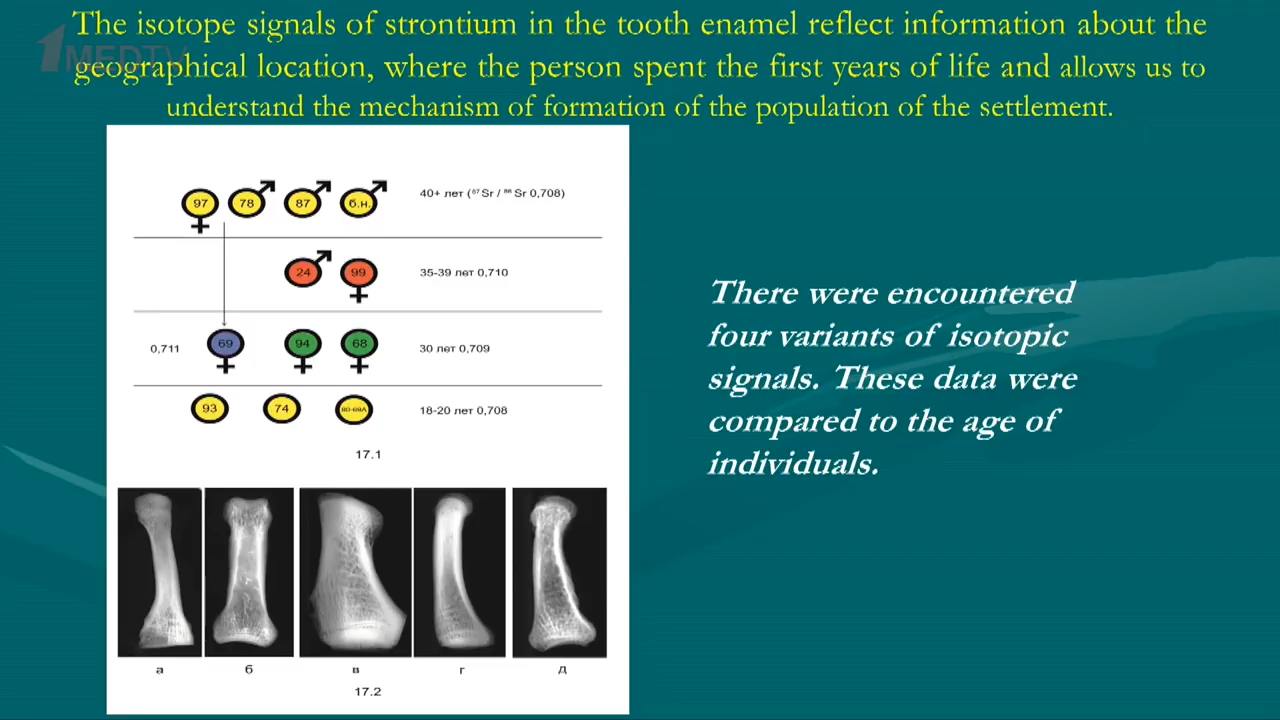 The isotope signals of strontium in the tooth enamel reflect information about the
geographical location, where the person spent the first years of life and allows us to
understand the mechanism of formation of the population of the settlement.
1MEDTV
97 78 87 б.н. 40+ лет (⁸⁷Sr / ⁸⁶Sr 0,708)
24 99 35-39 лет 0,710
0,711 69 94 68 30 лет 0,709
93 74 80-69A 18-20 лет 0,708
17.1
There were encountered
four variants of isotopic
signals. These data were
compared to the age of
individuals.
а б в г д
17.2